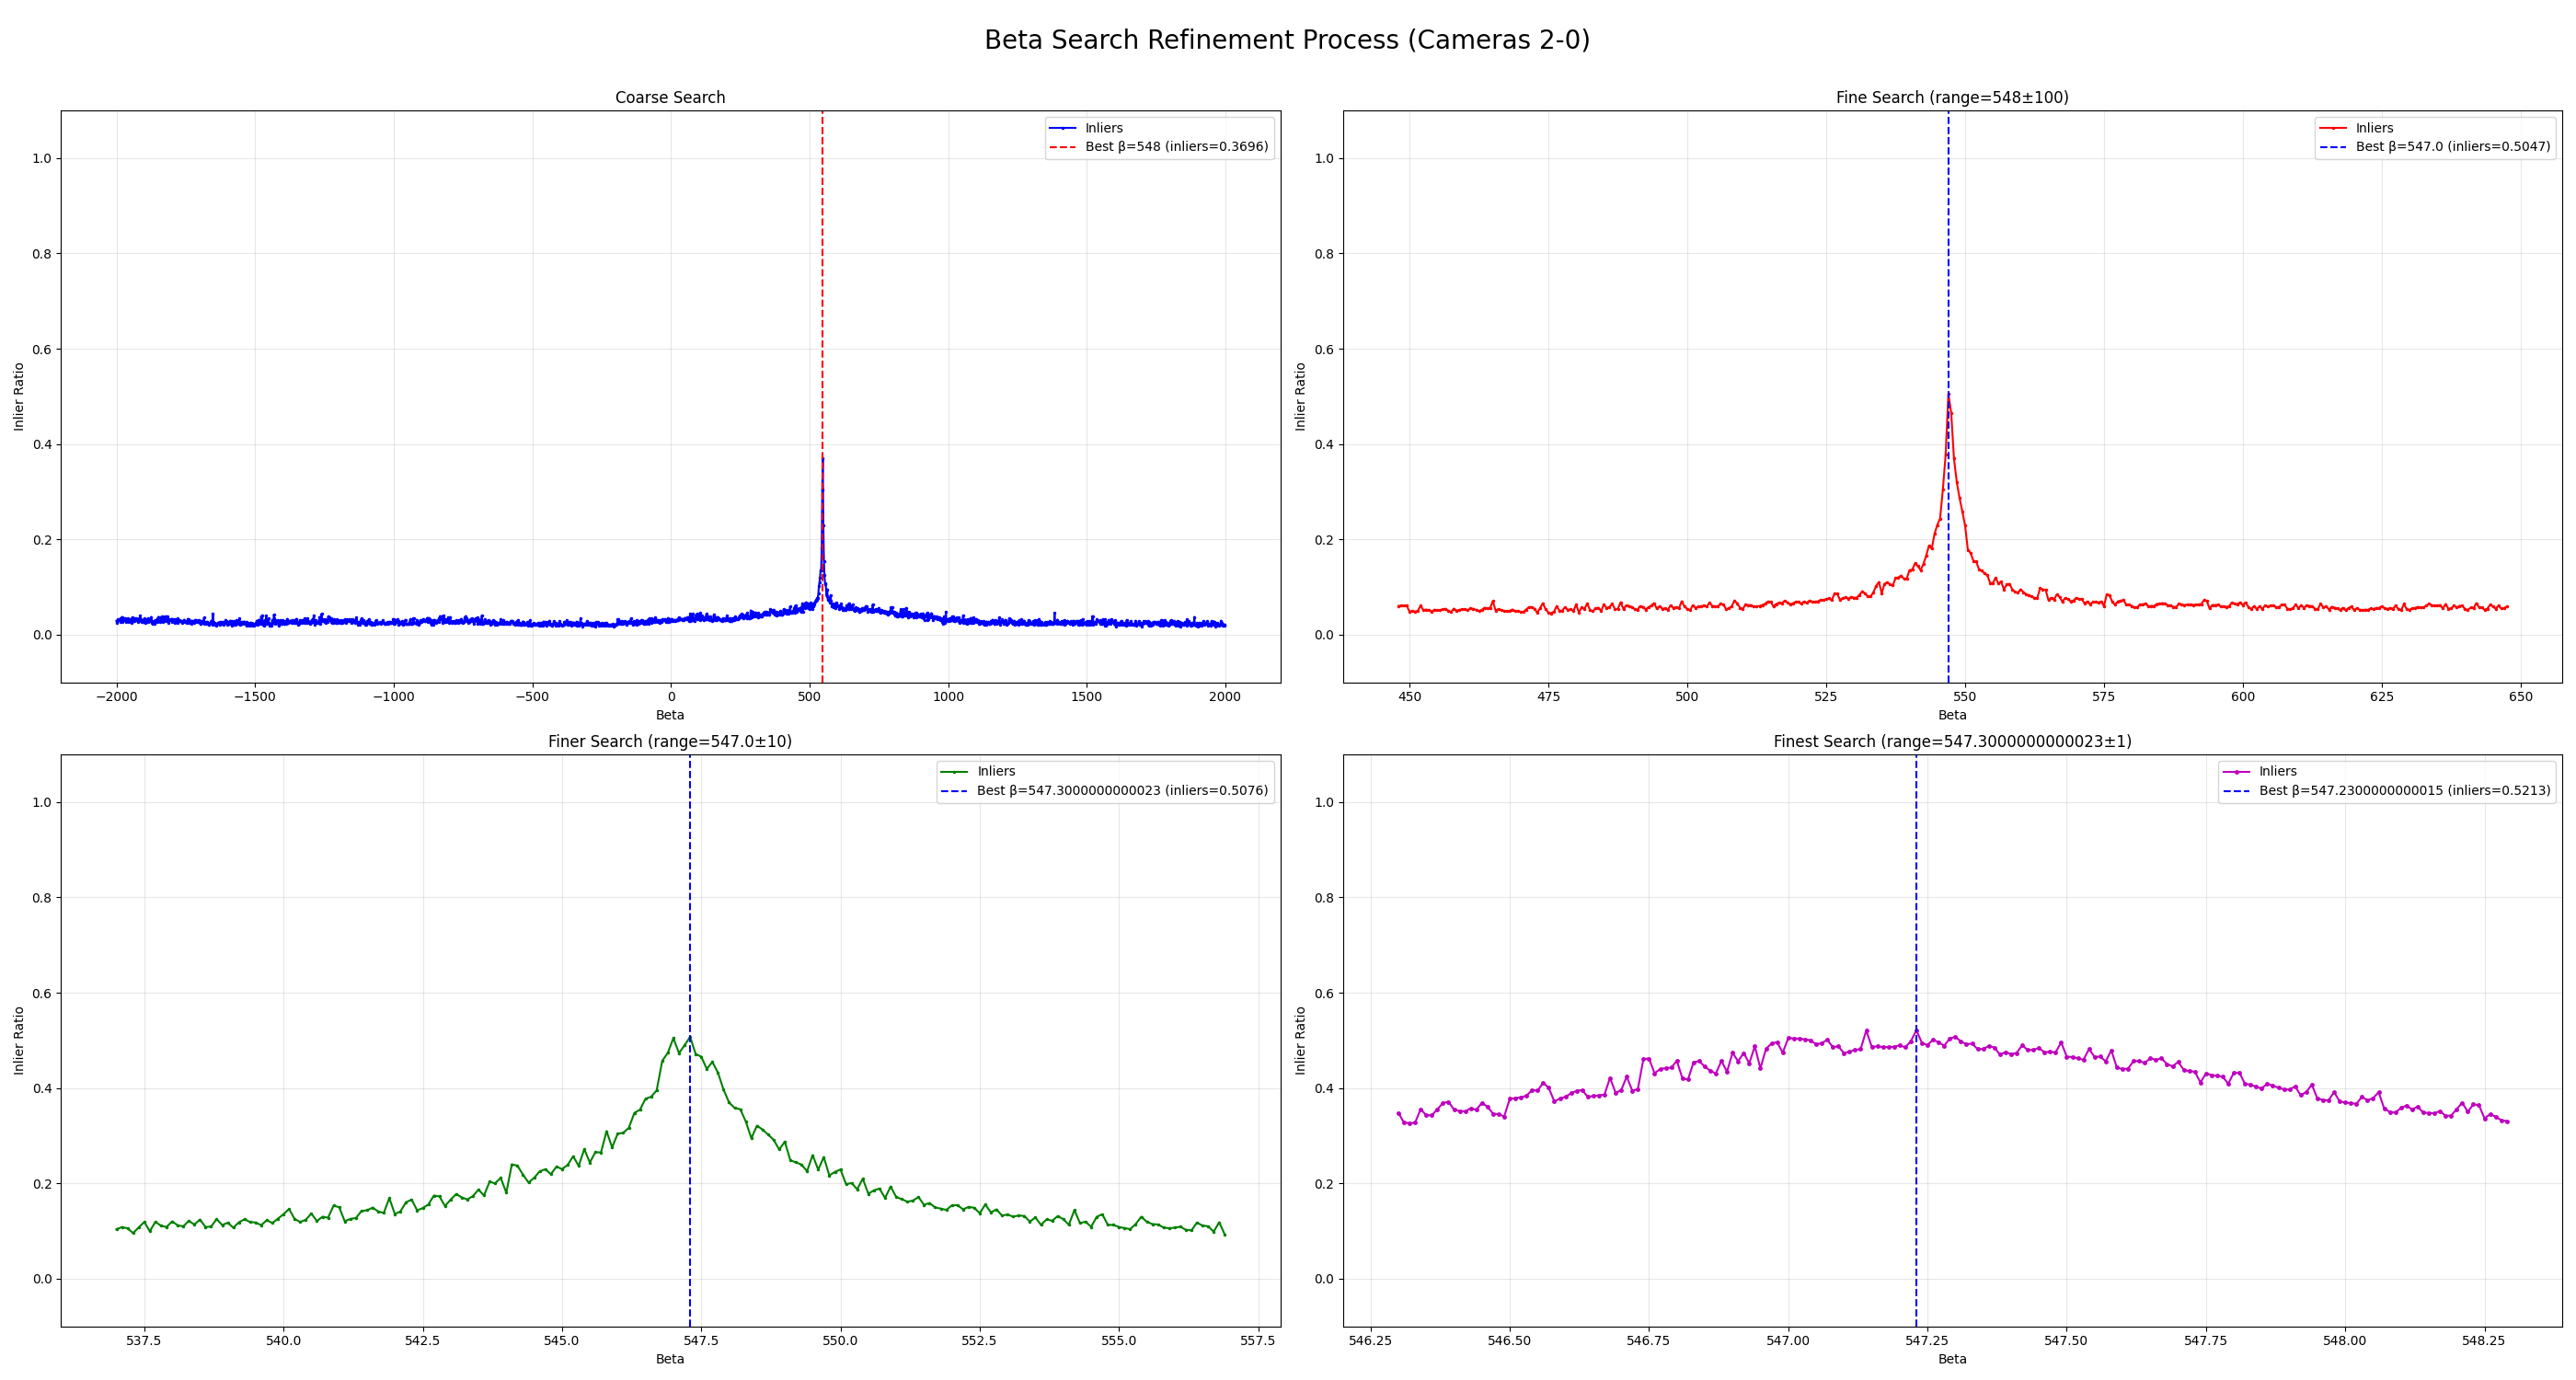 Beta Search Refinement Process (Cameras 2-0)
Coarse Search
Inliers
Best β=548 (inliers=0.3696)
1.0
0.8
0.6
0.4
0.2
0.0
Inlier Ratio
−2000 −1500 −1000 −500 0 500 1000 1500 2000
Beta
Fine Search (range=548±100)
Inliers
Best β=547.0 (inliers=0.5047)
1.0
0.8
0.6
0.4
0.2
0.0
Inlier Ratio
450 475 500 525 550 575 600 625 650
Beta
Finer Search (range=547.0±10)
Inliers
Best β=547.3000000000023 (inliers=0.5076)
1.0
0.8
0.6
0.4
0.2
0.0
Inlier Ratio
537.5 540.0 542.5 545.0 547.5 550.0 552.5 555.0 557.5
Beta
Finest Search (range=547.3000000000023±1)
Inliers
Best β=547.2300000000015 (inliers=0.5213)
1.0
0.8
0.6
0.4
0.2
0.0
Inlier Ratio
546.25 546.50 546.75 547.00 547.25 547.50 547.75 548.00 548.25
Beta